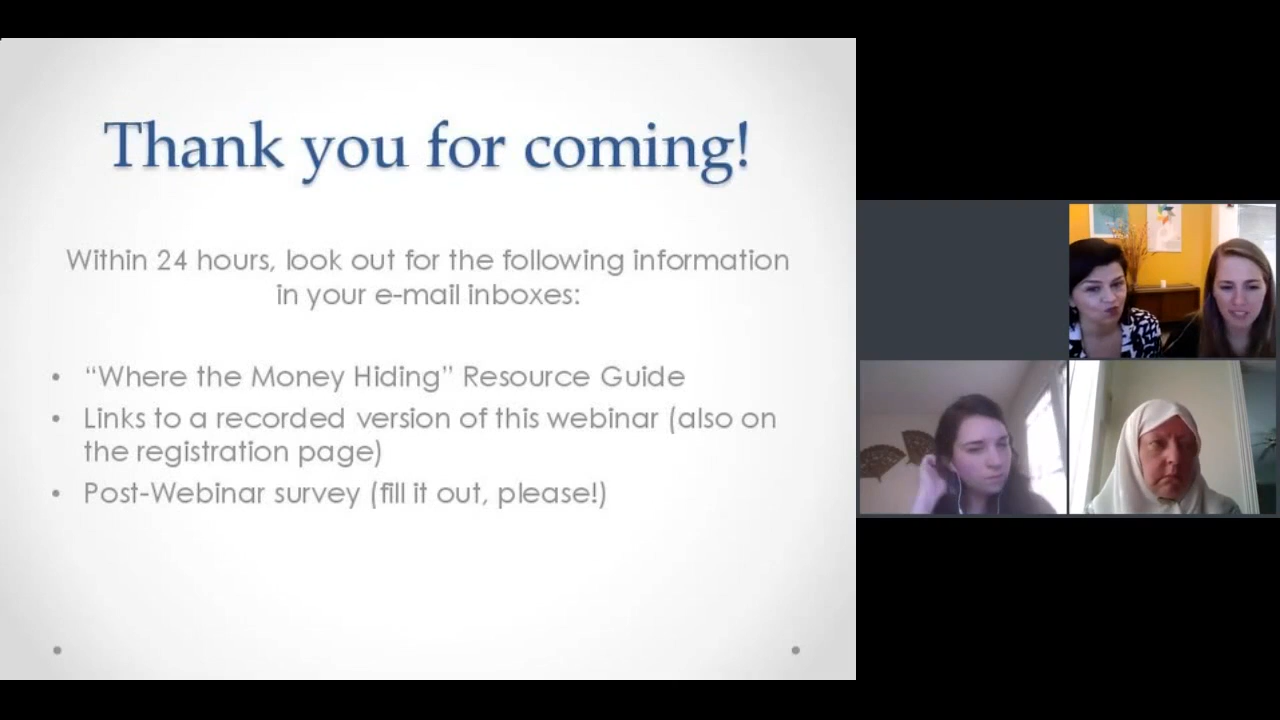 Thank you for coming!
Within 24 hours, look out for the following information
in your e-mail inboxes:
• “Where the Money Hiding” Resource Guide
• Links to a recorded version of this webinar (also on
the registration page)
• Post-Webinar survey (fill it out, please!)